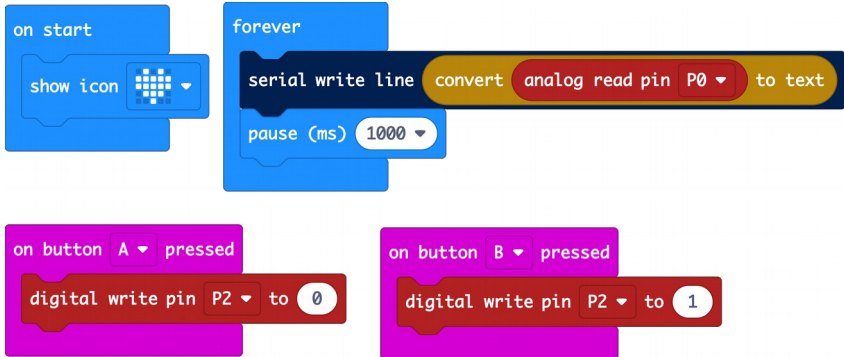 on start
show icon
forever
serial write line convert analog read pin P0 to text
pause (ms) 1000
on button A pressed
digital write pin P2 to 0
on button B pressed
digital write pin P2 to 1